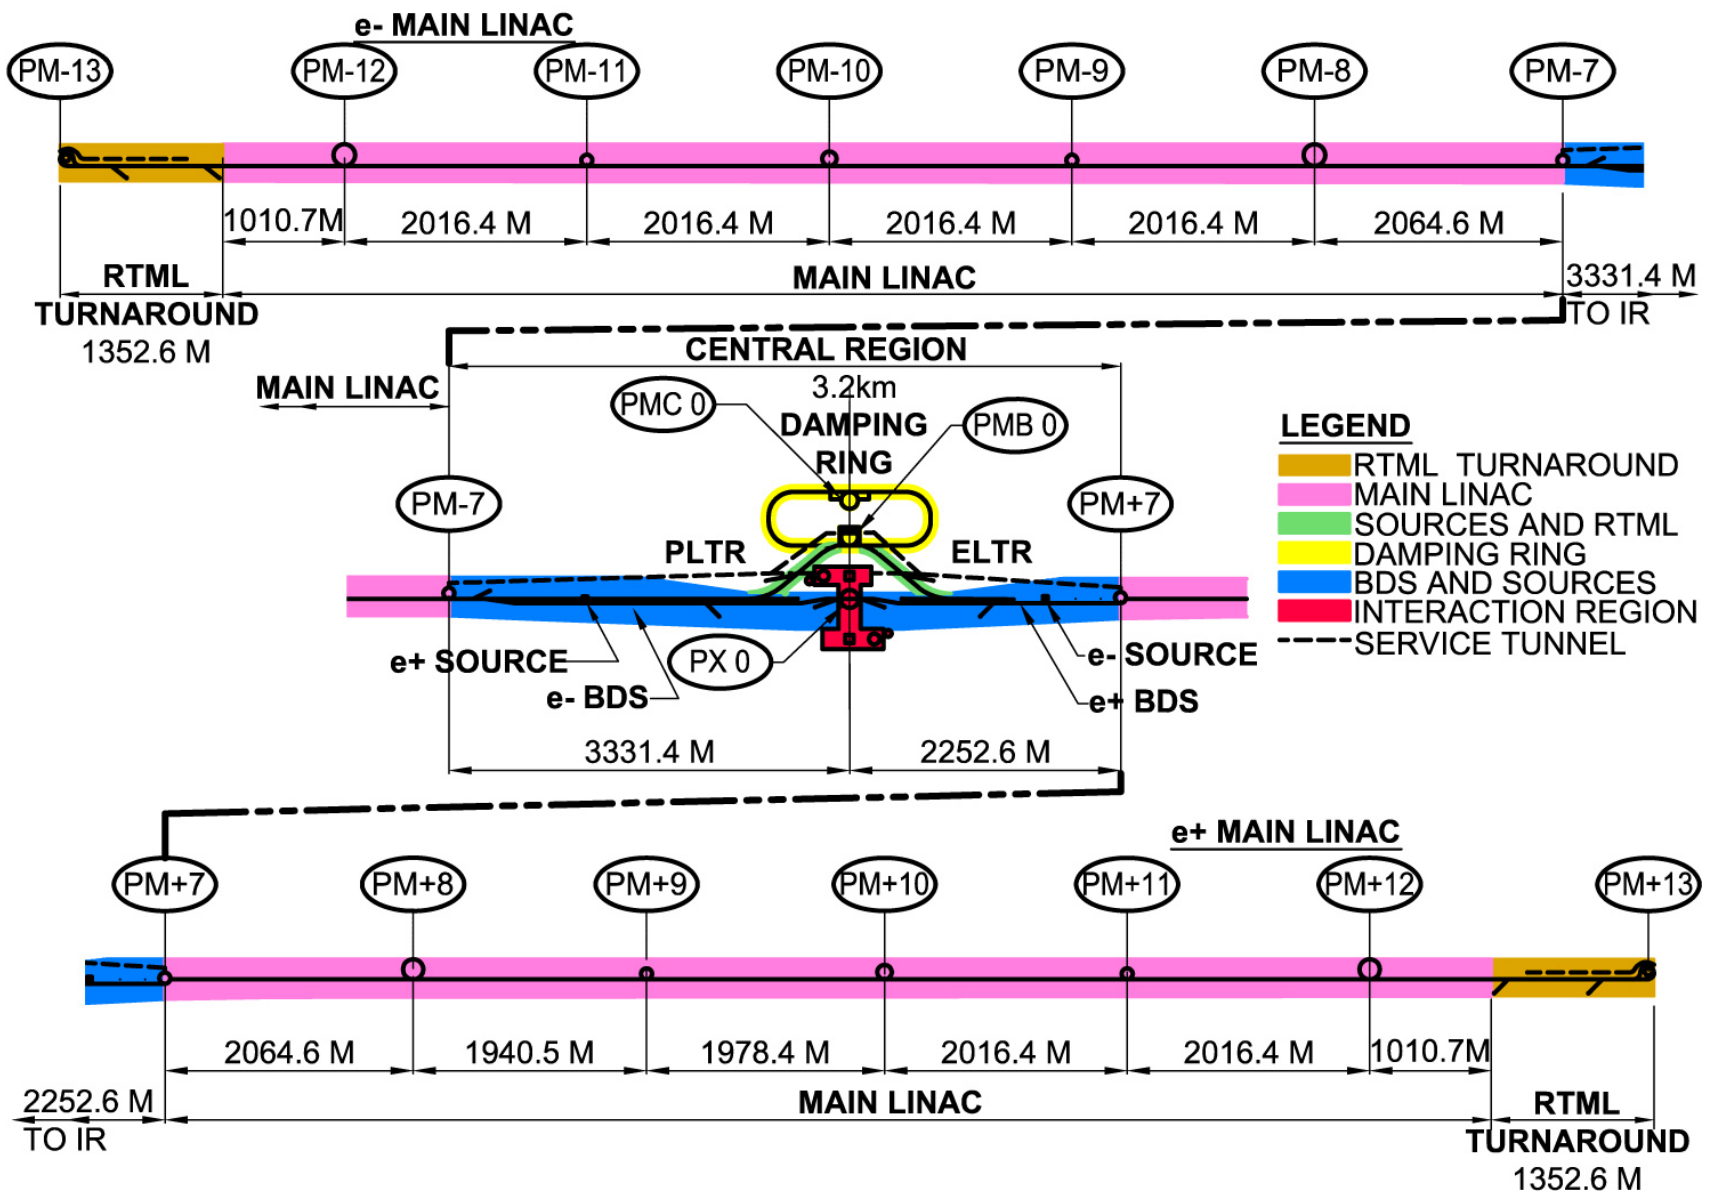 e- MAIN LINAC
PM-13 PM-12 PM-11 PM-10 PM-9 PM-8 PM-7
1010.7M 2016.4 M 2016.4 M 2016.4 M 2016.4 M 2064.6 M
RTML MAIN LINAC 3331.4 M
TURNAROUND TO IR
1352.6 M
CENTRAL REGION
MAIN LINAC 3.2km
PMC 0 DAMPING PMB 0
RING
PM-7 PM+7
PLTR ELTR
e+ SOURCE PX 0 e- SOURCE
e- BDS e+ BDS
3331.4 M 2252.6 M
LEGEND
RTML TURNAROUND
MAIN LINAC
SOURCES AND RTML
DAMPING RING
BDS AND SOURCES
INTERACTION REGION
SERVICE TUNNEL
e+ MAIN LINAC
PM+7 PM+8 PM+9 PM+10 PM+11 PM+12 PM+13
2064.6 M 1940.5 M 1978.4 M 2016.4 M 2016.4 M 1010.7M
2252.6 M MAIN LINAC RTML
TO IR TURNAROUND
1352.6 M